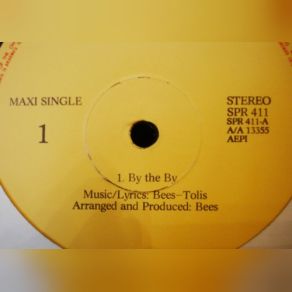 MAXI SINGLE
1
STEREO
SPR 411
SPR 411-A
A/A 13355
AEPI
1. By the By
Music/Lyrics: Bees-Tolis
Arranged and Produced: Bees